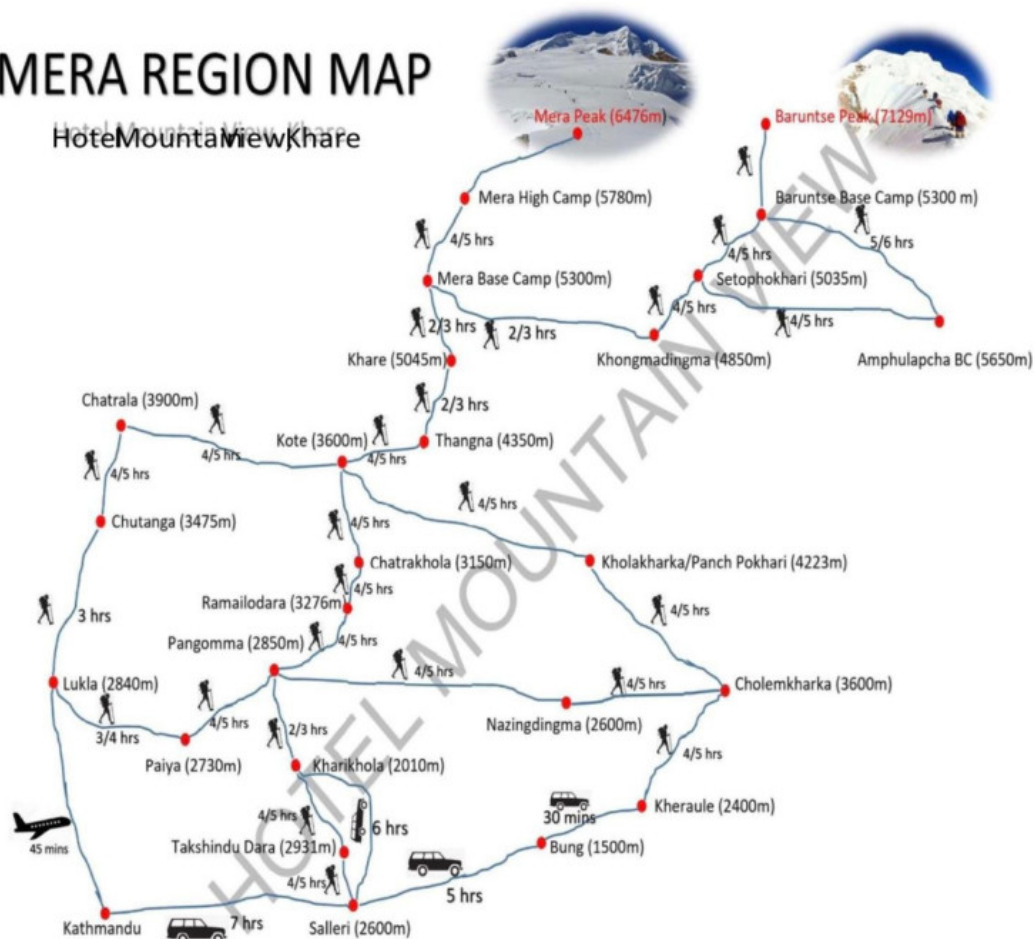 MERA REGION MAP
Hotel Mountain View, Khare
Mera Peak (6476m)
Baruntse Peak (7129m)
Mera High Camp (5780m)
Baruntse Base Camp (5300 m)
4/5 hrs
5/6 hrs
4/5 hrs
Mera Base Camp (5300m)
Setophokhari (5035m)
4/5 hrs
4/5 hrs
2/3 hrs
2/3 hrs
Khare (5045m)
Khongmadingma (4850m)
Amphulapcha BC (5650m)
2/3 hrs
Chatrala (3900m)
Kote (3600m)
Thangna (4350m)
4/5 hrs
4/5 hrs
4/5 hrs
4/5 hrs
Chutanga (3475m)
4/5 hrs
Chatrakhola (3150m)
Kholakharka/Panch Pokhari (4223m)
4/5 hrs
Ramailodara (3276m)
3 hrs
4/5 hrs
4/5 hrs
Pangomma (2850m)
4/5 hrs
4/5 hrs
Lukla (2840m)
Cholemkharka (3600m)
4/5 hrs
Nazingdingma (2600m)
3/4 hrs
2/3 hrs
4/5 hrs
Paiya (2730m)
Kharikhola (2010m)
Kheraule (2400m)
30 mins
4/5 hrs
6 hrs
45 mins
Takshindu Dara (2931m)
Bung (1500m)
4/5 hrs
5 hrs
Kathmandu
7 hrs
Salleri (2600m)
HOTEL MOUNTAIN VIEW